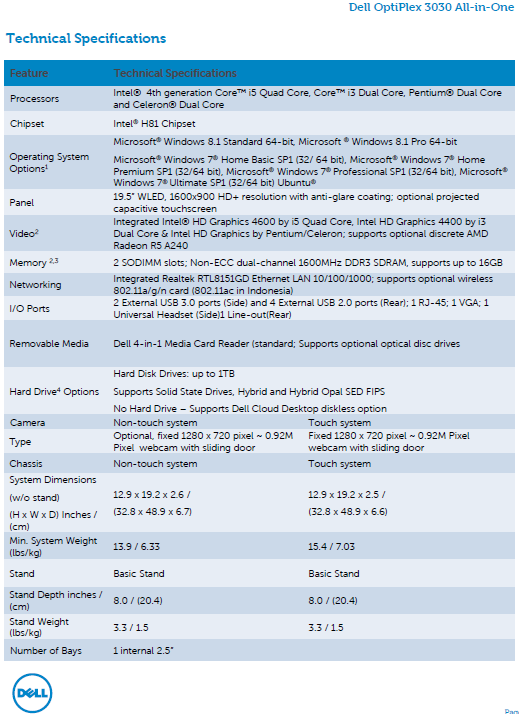 Dell OptiPlex 3030 All-in-One
Technical Specifications
Feature Technical Specifications
Processors Intel® 4th generation Core™ i5 Quad Core, Core™ i3 Dual Core, Pentium® Dual Core
and Celeron® Dual Core
Chipset Intel® H81 Chipset
Operating System
Options¹
Microsoft® Windows 8.1 Standard 64-bit, Microsoft ® Windows 8.1 Pro 64-bit
Microsoft® Windows 7® Home Basic SP1 (32/ 64 bit), Microsoft® Windows 7® Home
Premium SP1 (32/64 bit), Microsoft® Windows 7® Professional SP1 (32/64 bit), Microsoft®
Windows 7® Ultimate SP1 (32/64 bit) Ubuntu®
Panel 19.5" WLED, 1600x900 HD+ resolution with anti-glare coating; optional projected
capacitive touchscreen
Video² Integrated Intel® HD Graphics 4600 by i5 Quad Core, Intel HD Graphics 4400 by i3
Dual Core & Intel HD Graphics by Pentium/Celeron; supports optional discrete AMD
Radeon R5 A240
Memory ²,³ 2 SODIMM slots; Non-ECC dual-channel 1600MHz DDR3 SDRAM, supports up to 16GB
Networking Integrated Realtek RTL8151GD Ethernet LAN 10/100/1000; supports optional wireless
802.11a/g/n card (802.11ac in Indonesia)
I/O Ports 2 External USB 3.0 ports (Side) and 4 External USB 2.0 ports (Rear); 1 RJ-45; 1 VGA; 1
Universal Headset (Side)1 Line-out(Rear)
Removable Media Dell 4-in-1 Media Card Reader (standard; Supports optional optical disc drives
Hard Drive⁴ Options
Hard Disk Drives: up to 1TB
Supports Solid State Drives, Hybrid and Hybrid Opal SED FIPS
No Hard Drive – Supports Dell Cloud Desktop diskless option
Camera Non-touch system Touch system
Type Optional, fixed 1280 x 720 pixel ~ 0.92M Fixed 1280 x 720 pixel ~ 0.92M Pixel
Pixel webcam with sliding door webcam with sliding door
Chassis Non-touch system Touch system
System Dimensions
(w/o stand) 12.9 x 19.2 x 2.6 / 12.9 x 19.2 x 2.5 /
(H x W x D) Inches / (32.8 x 48.9 x 6.7) (32.8 x 48.9 x 6.6)
(cm)
Min. System Weight
(lbs/kg) 13.9 / 6.33 15.4 / 7.03
Stand Basic Stand Basic Stand
Stand Depth inches /
(cm) 8.0 / (20.4) 8.0 / (20.4)
Stand Weight
(lbs/kg) 3.3 / 1.5 3.3 / 1.5
Number of Bays 1 internal 2.5"
DELL